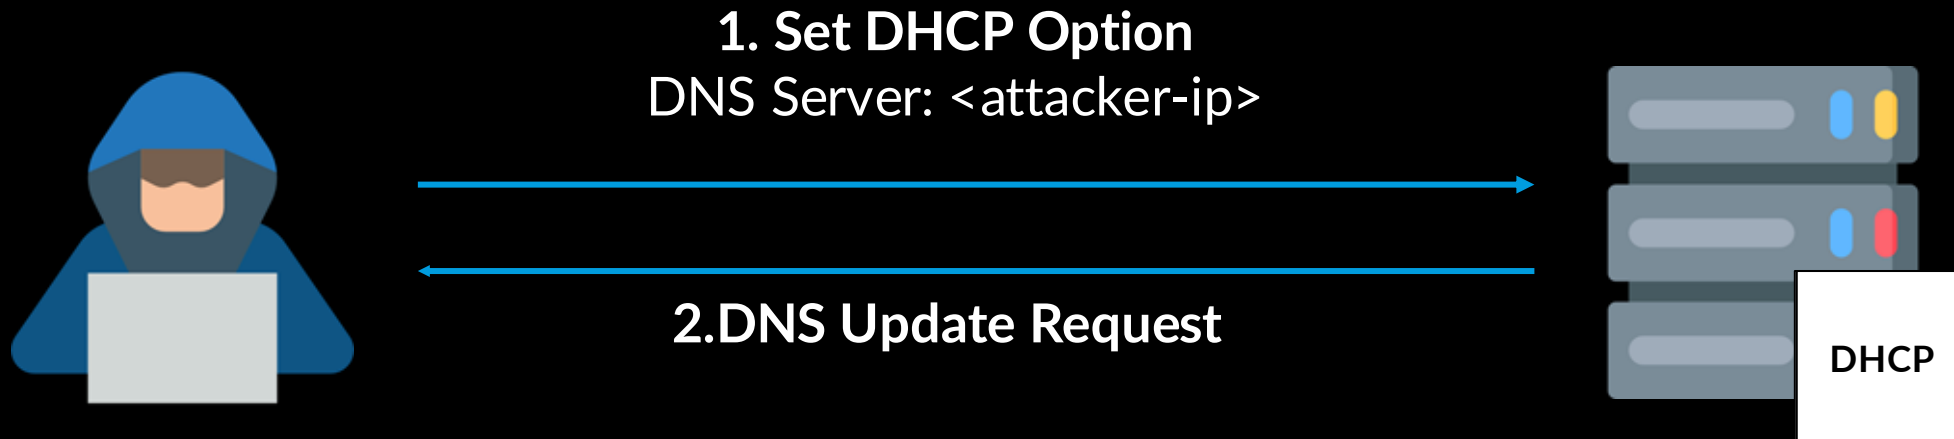 1. Set DHCP Option
DNS Server: <attacker-ip>
2.DNS Update Request
DHCP